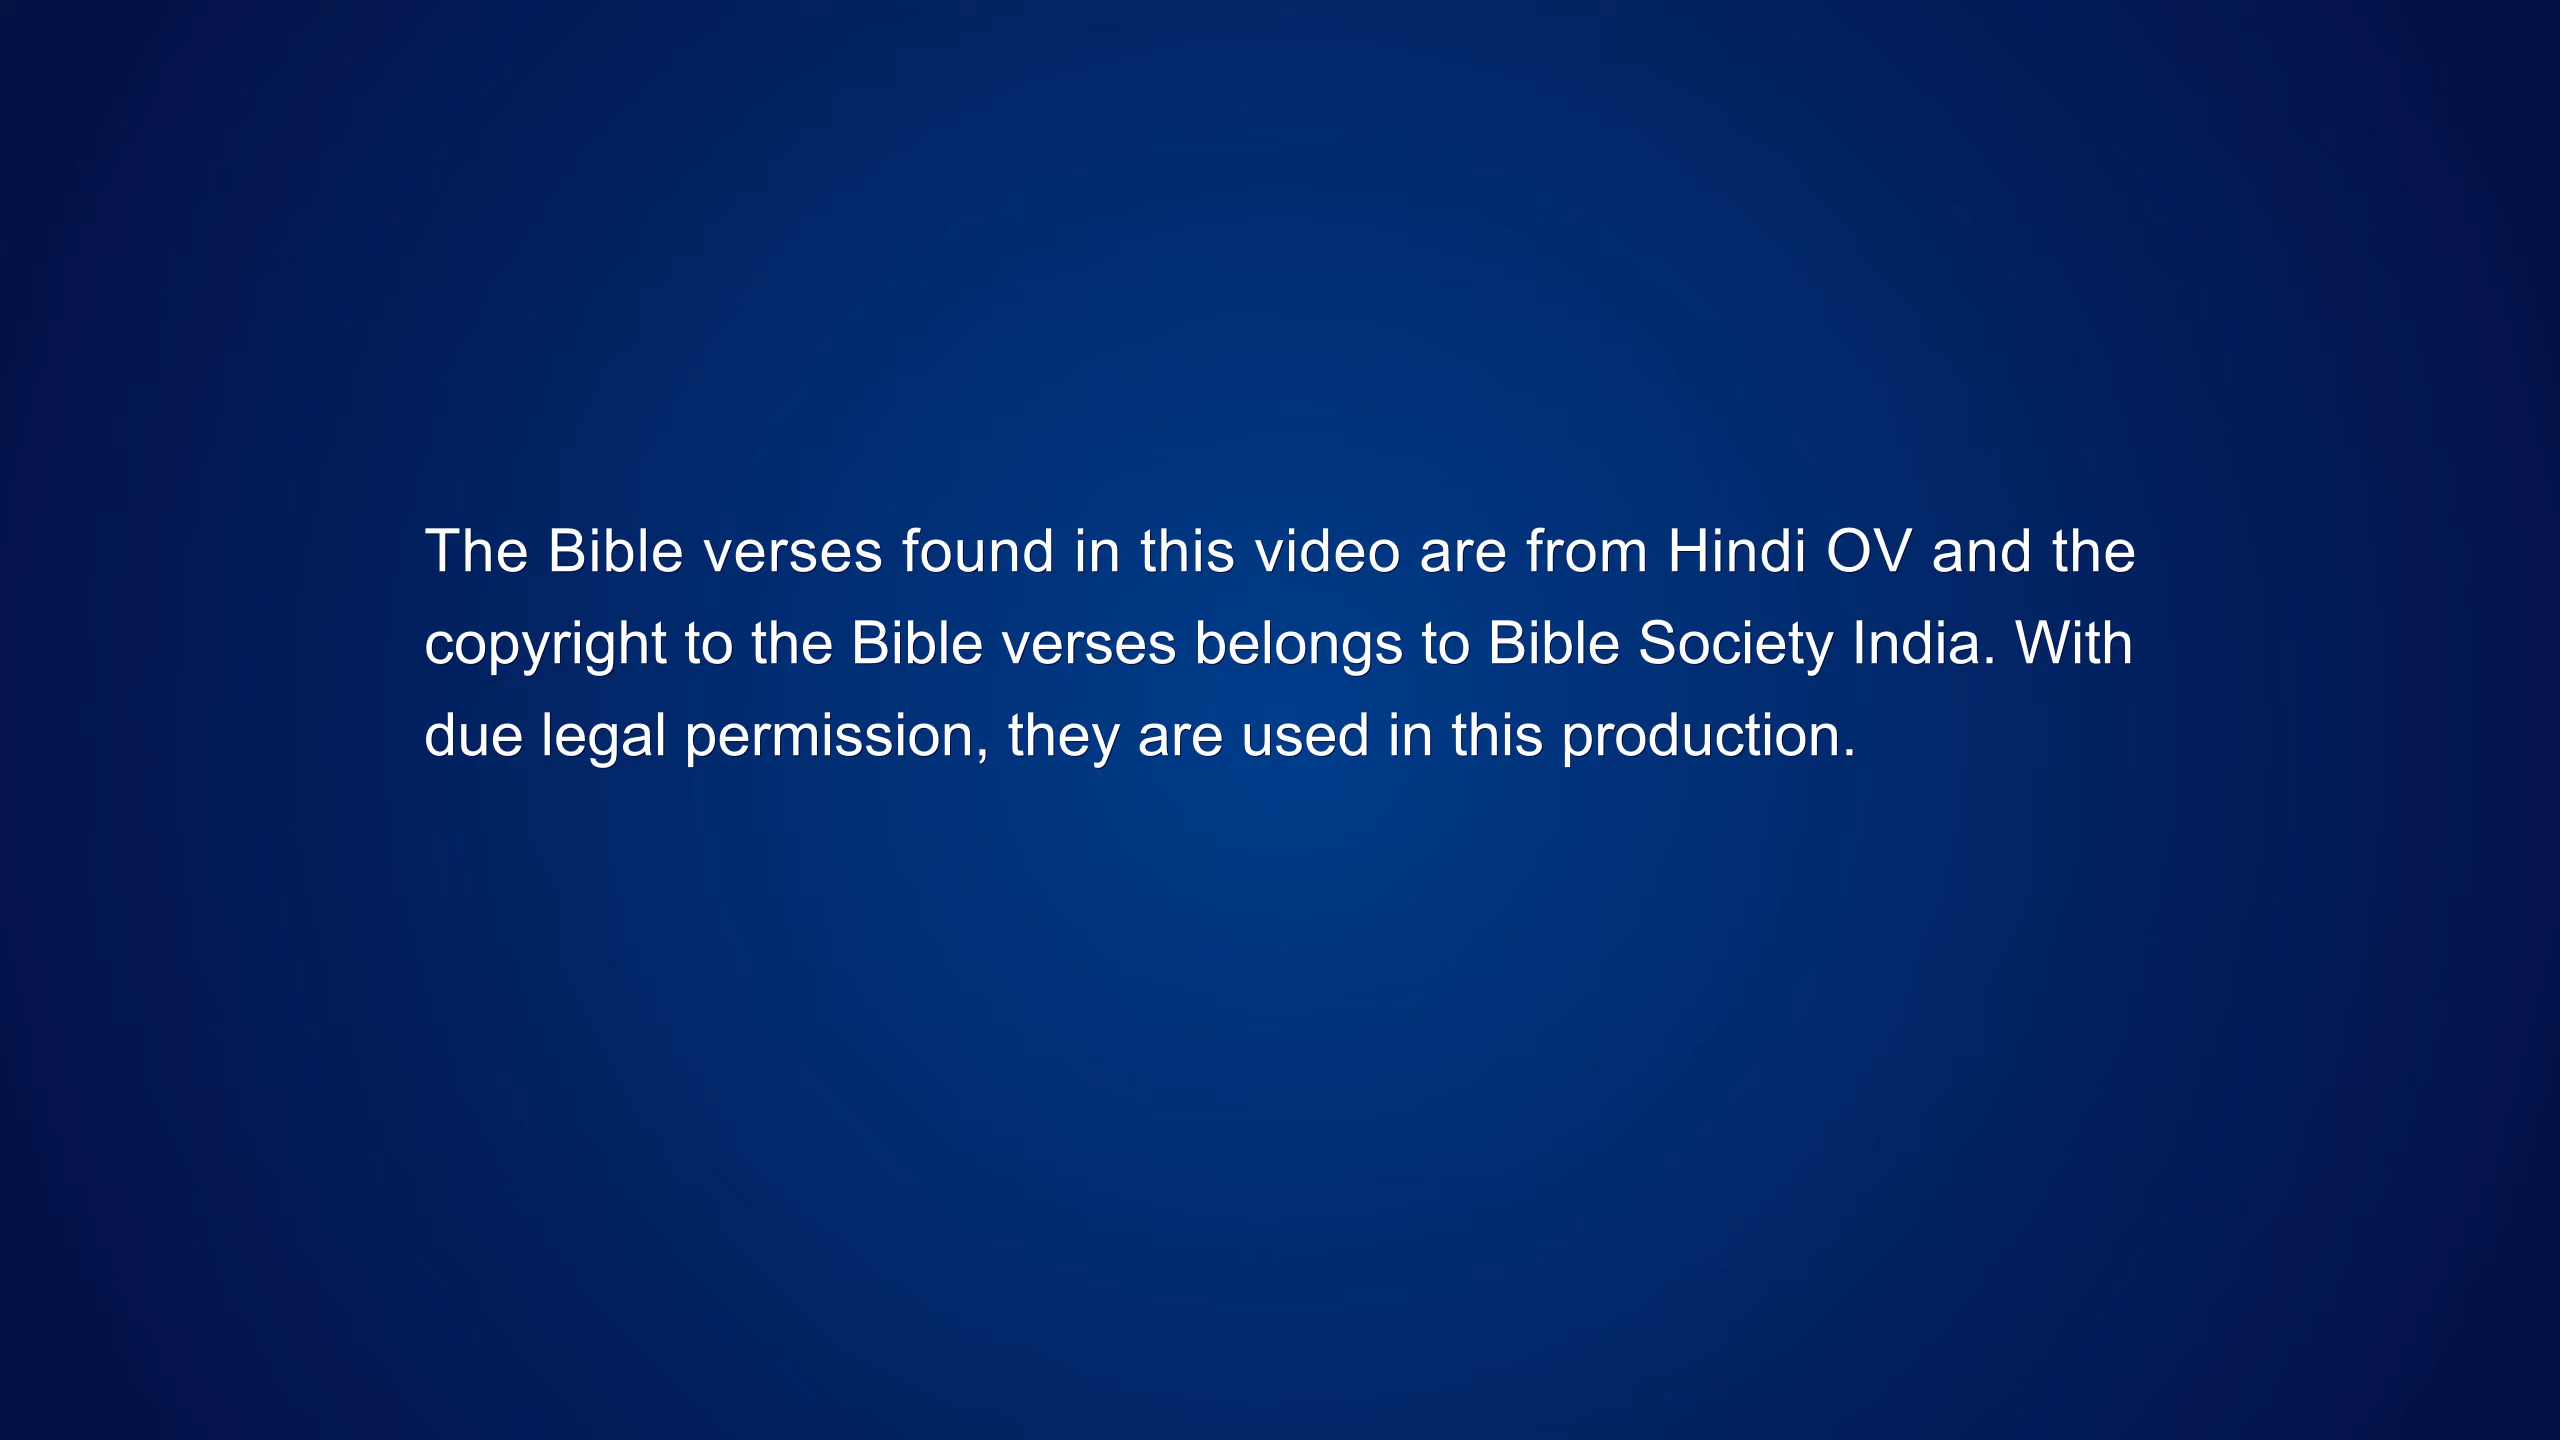 The Bible verses found in this video are from Hindi OV and the
copyright to the Bible verses belongs to Bible Society India. With
due legal permission, they are used in this production.